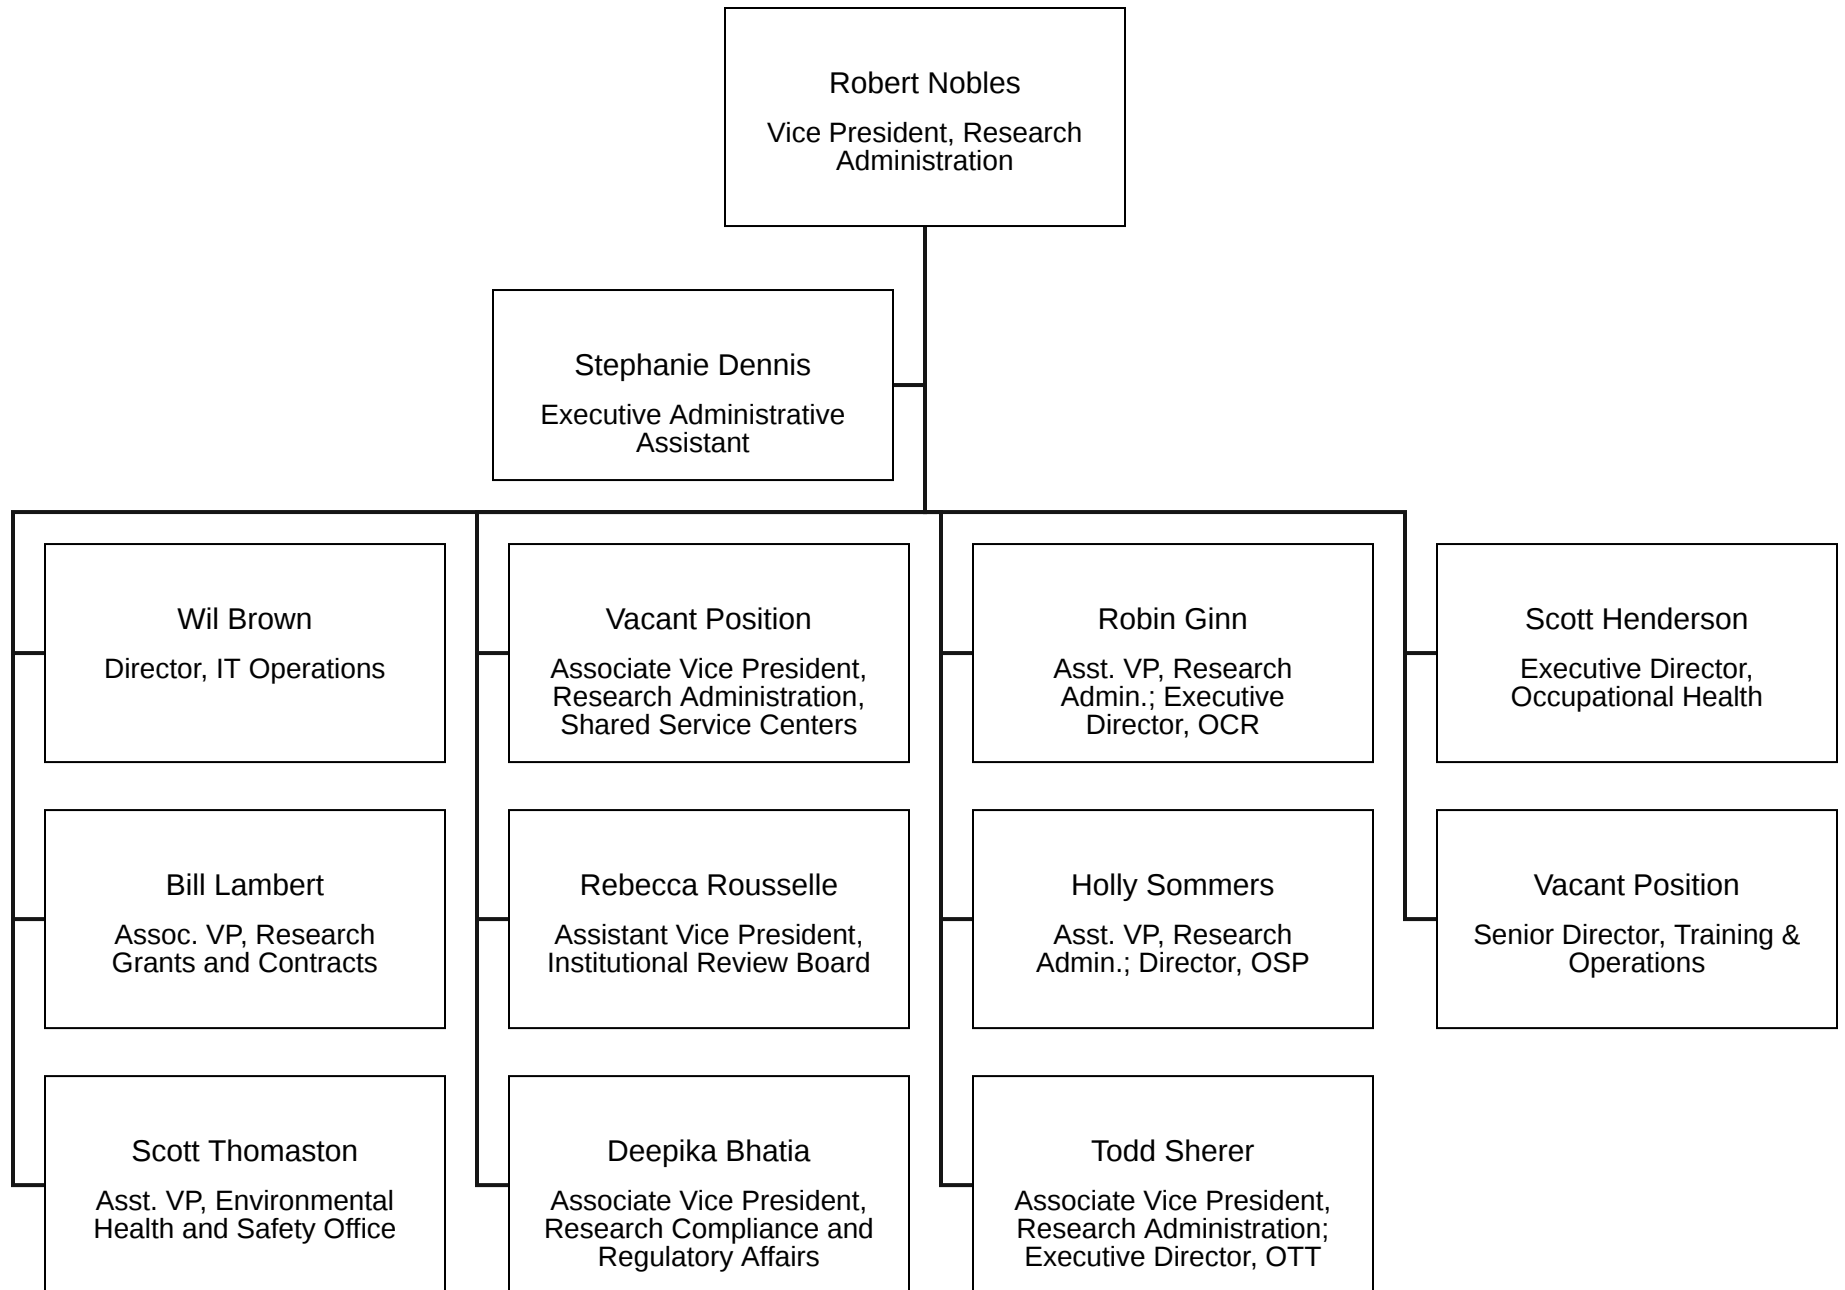 Robert Nobles
Vice President, Research
Administration
Stephanie Dennis
Executive Administrative
Assistant
Wil Brown
Director, IT Operations
Vacant Position
Associate Vice President,
Research Administration,
Shared Service Centers
Robin Ginn
Asst. VP, Research
Admin.; Executive
Director, OCR
Scott Henderson
Executive Director,
Occupational Health
Bill Lambert
Assoc. VP, Research
Grants and Contracts
Rebecca Rousselle
Assistant Vice President,
Institutional Review Board
Holly Sommers
Asst. VP, Research
Admin.; Director, OSP
Vacant Position
Senior Director, Training &
Operations
Scott Thomaston
Asst. VP, Environmental
Health and Safety Office
Deepika Bhatia
Associate Vice President,
Research Compliance and
Regulatory Affairs
Todd Sherer
Associate Vice President,
Research Administration;
Executive Director, OTT